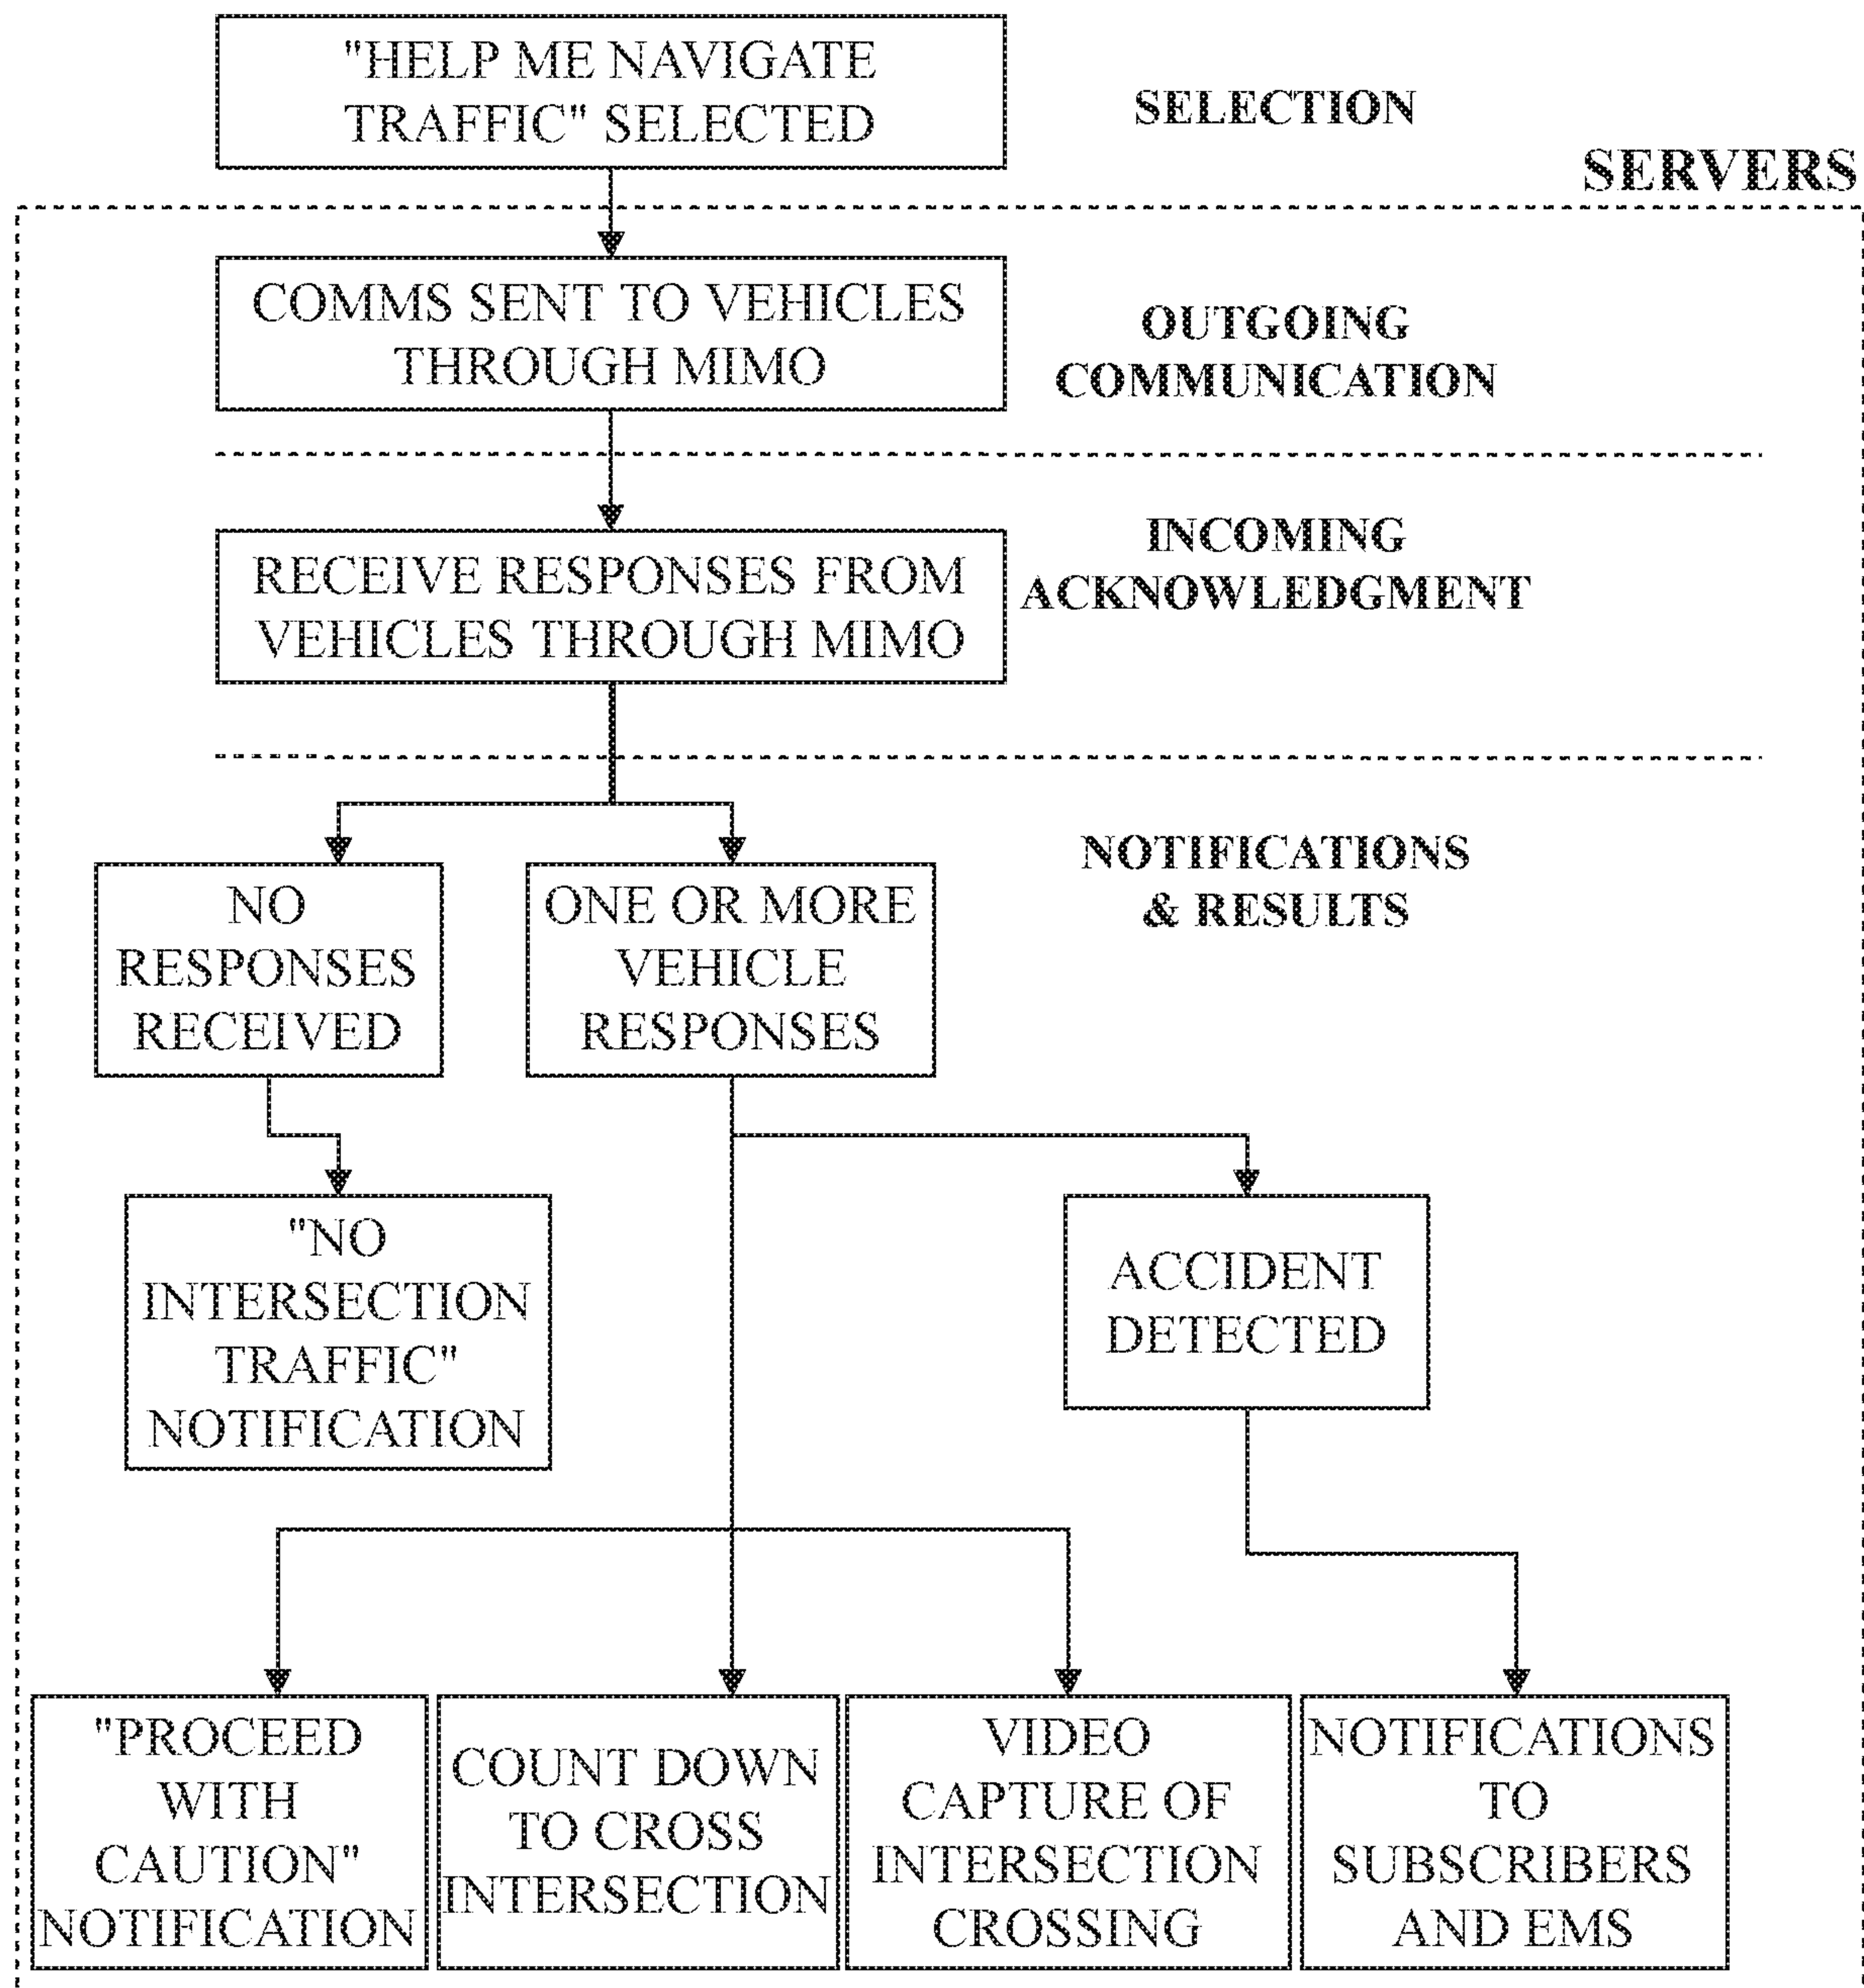 "HELP ME NAVIGATE
TRAFFIC" SELECTED
SELECTION
SERVERS
COMMS SENT TO VEHICLES
THROUGH MIMO
OUTGOING
COMMUNICATION
RECEIVE RESPONSES FROM
VEHICLES THROUGH MIMO
INCOMING
ACKNOWLEDGMENT
NOTIFICATIONS
& RESULTS
NO
RESPONSES
RECEIVED
ONE OR MORE
VEHICLE
RESPONSES
"NO
INTERSECTION
TRAFFIC"
NOTIFICATION
ACCIDENT
DETECTED
"PROCEED
WITH
CAUTION"
NOTIFICATION
COUNT DOWN
TO CROSS
INTERSECTION
VIDEO
CAPTURE OF
INTERSECTION
CROSSING
NOTIFICATIONS
TO
SUBSCRIBERS
AND EMS